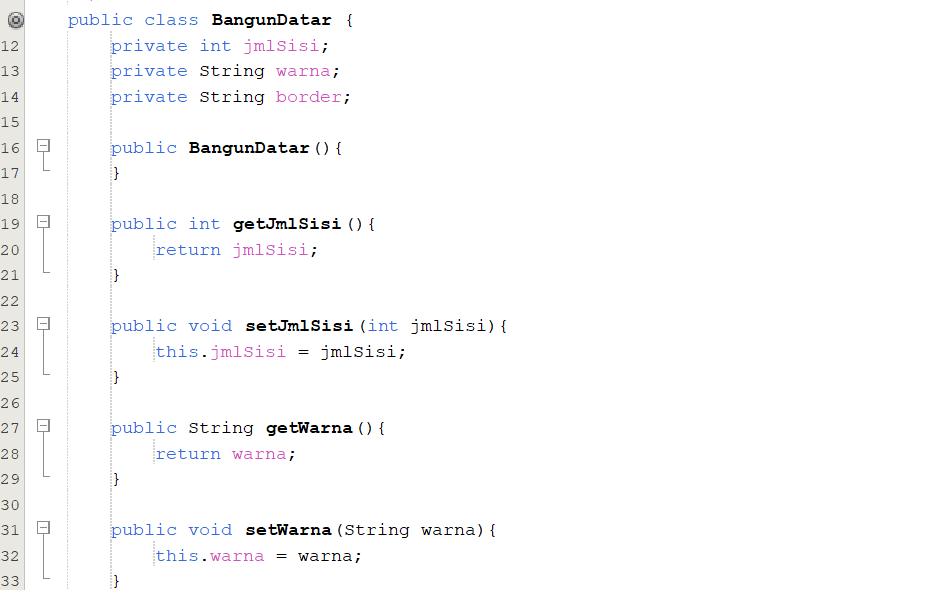 public class BangunDatar {
12 private int jmlSisi;
13 private String warna;
14 private String border;
15
16 public BangunDatar(){
17 }
18
19 public int getJmlSisi(){
20 return jmlSisi;
21 }
22
23 public void setJmlSisi(int jmlSisi){
24 this.jmlSisi = jmlSisi;
25 }
26
27 public String getWarna(){
28 return warna;
29 }
30
31 public void setWarna(String warna){
32 this.warna = warna;
33 }